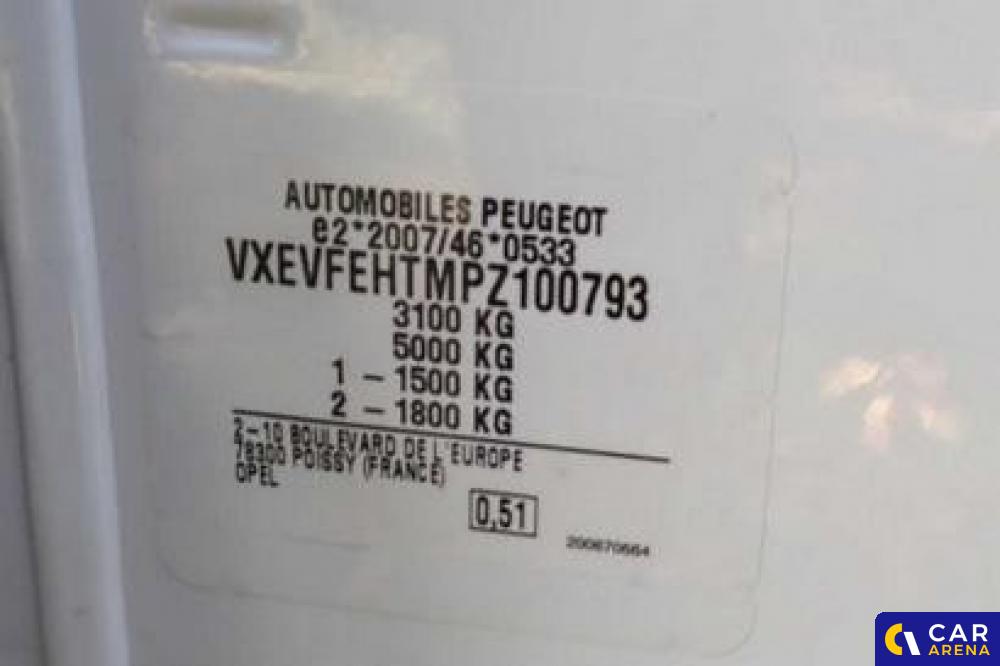 AUTOMOBILES PEUGEOT
e2*2007/46*0533
VXEVFEHTMPZ100793
3100 KG
5000 KG
1 - 1500 KG
2 - 1800 KG
2-10 BOULEVARD DE L'EUROPE
78300 POISSY (FRANCE)
OPEL
0,51
200670664
CAR
ARENA